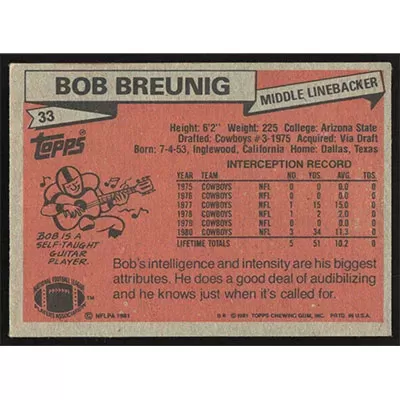 BOB BREUNIG
MIDDLE LINEBACKER
33
Topps
Height: 6'2" Weight: 225 College: Arizona State
Drafted: Cowboys #3-1975 Acquired: Via Draft
Born: 7-4-53, Inglewood, California Home: Dallas, Texas
INTERCEPTION RECORD
YEAR TEAM NO. YDS. AVG. TDS.
1975 COWBOYS NFL 0 0 0.0 0
1976 COWBOYS NFL 0 0 0.0 0
1977 COWBOYS NFL 1 15 15.0 0
1978 COWBOYS NFL 1 2 2.0 0
1979 COWBOYS NFL 0 0 0.0 0
1980 COWBOYS NFL 3 34 11.3 0
LIFETIME TOTALS 5 51 10.2 0
BOB IS A
SELF-TAUGHT
GUITAR
PLAYER.
Bob's intelligence and intensity are his biggest
attributes. He does a good deal of audibilizing
and he knows just when it's called for.
TM
© NFLPA 1981
© 1981 TOPPS CHEWING GUM, INC. PRTD. IN U.S.A.